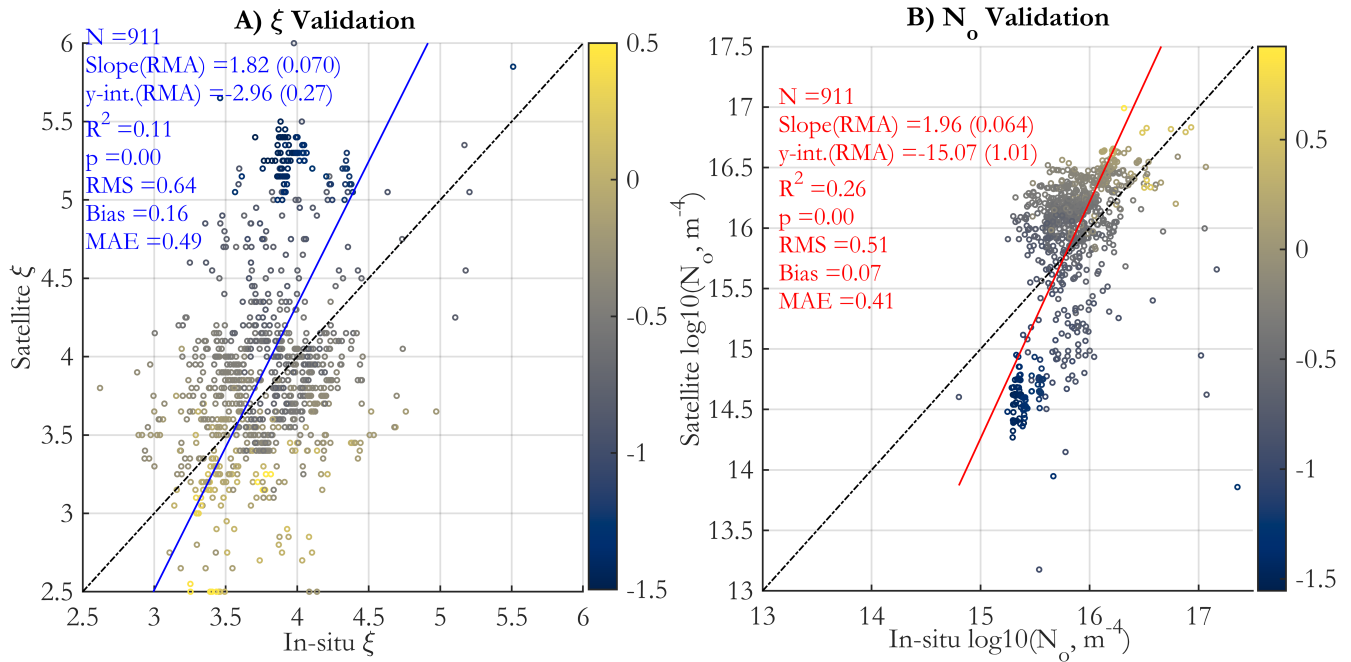 A) ξ Validation
N =911
Slope(RMA) =1.82 (0.070)
y-int.(RMA) =-2.96 (0.27)
R² =0.11
p =0.00
RMS =0.64
Bias =0.16
MAE =0.49
Satellite ξ
6
5.5
5
4.5
4
3.5
3
2.5
2.5 3 3.5 4 4.5 5 5.5 6
In-situ ξ
0.5
0
-0.5
-1
-1.5
B) Nₒ Validation
N =911
Slope(RMA) =1.96 (0.064)
y-int.(RMA) =-15.07 (1.01)
R² =0.26
p =0.00
RMS =0.51
Bias =0.07
MAE =0.41
Satellite log10(Nₒ, m⁻⁴)
17.5
17
16.5
16
15.5
15
14.5
14
13.5
13
13 14 15 16 17
In-situ log10(Nₒ, m⁻⁴)
0.5
0
-0.5
-1
-1.5